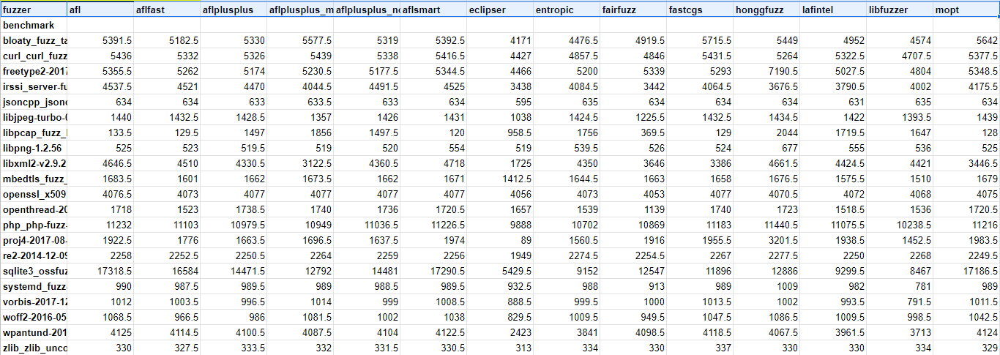 fuzzer afl aflfast aflplusplus aflplusplus_m aflplusplus_no aflsmart eclipser entropic fairfuzz fastcgs honggfuzz lafintel libfuzzer mopt
benchmark
bloaty_fuzz_ta 5391.5 5182.5 5330 5577.5 5319 5392.5 4171 4476.5 4919.5 5715.5 5449 4952 4574 5642
curl_curl_fuzz 5436 5332 5326 5439 5338 5416.5 4427 4857.5 4846 5431.5 5264 5322.5 4707.5 5377.5
freetype2-2017 5355.5 5262 5174 5230.5 5177.5 5344.5 4466 5200 5339 5293 7190.5 5027.5 4804 5348.5
irssi_server-fu 4537.5 4521 4470 4044.5 4491.5 4525 3438 4084.5 3442 4064.5 3676.5 3790.5 4002 4175.5
jsoncpp_jsonc 634 634 633 633.5 633 634 595 635 634 634 634 631 635 634
libjpeg-turbo-0 1440 1432.5 1428.5 1357 1426 1431 1038 1424.5 1225.5 1432.5 1434.5 1422 1393.5 1439
libpcap_fuzz_l 133.5 129.5 1497 1856 1497.5 120 958.5 1756 369.5 129 2044 1719.5 1647 128
libpng-1.2.56 525 523 519.5 519 520 554 519 539.5 526 524 677 555 536 525
libxml2-v2.9.2 4646.5 4510 4330.5 3122.5 4360.5 4718 1725 4350 3646 3386 4661.5 4424.5 4421 3446.5
mbedtls_fuzz_ 1683.5 1601 1662 1673.5 1662 1671 1412.5 1644.5 1663 1658 1676.5 1575.5 1510 1679
openssl_x509 4076.5 4073 4077 4077 4077 4077 4056 4073 4053 4077 4070.5 4072 4068 4075
openthread-20 1718 1523 1738.5 1740 1736 1720.5 1657 1539 1139 1740 1723 1518.5 1536 1720.5
php_php-fuzz- 11232 11103 10979.5 10949 11036.5 11226.5 9888 10702 10869 11183 11440.5 11075.5 10238.5 11216
proj4-2017-08- 1922.5 1776 1663.5 1696.5 1637.5 1974 89 1560.5 1916 1955.5 3201.5 1938.5 1452.5 1983.5
re2-2014-12-09 2258 2252.5 2250.5 2264 2259 2256 1949 2274.5 2254.5 2267 2277.5 2250 2268 2249.5
sqlite3_ossfuz 17318.5 16584 14471.5 12792 14481 17290.5 5429.5 9152 12547 11896 12886 9299.5 8467 17186.5
systemd_fuzz- 990 987.5 989.5 989 988.5 989.5 932.5 988 913 989 1009 982 781 989
vorbis-2017-12 1012 1003.5 996.5 1014 999 1008.5 888.5 999.5 1000 1013.5 1002 993.5 791.5 1011.5
woff2-2016-05 1068.5 966.5 986 1081.5 1002 1038 829.5 1009.5 949.5 1047.5 1086.5 1009.5 998.5 1042.5
wpantund-201 4125 4114.5 4100.5 4087.5 4104 4122.5 2423 3841 4098.5 4118.5 4067.5 3961.5 3713 4124
zlib_zlib_unco 330 327.5 333.5 332 331.5 330.5 313 334 330 337 330 330 334 329